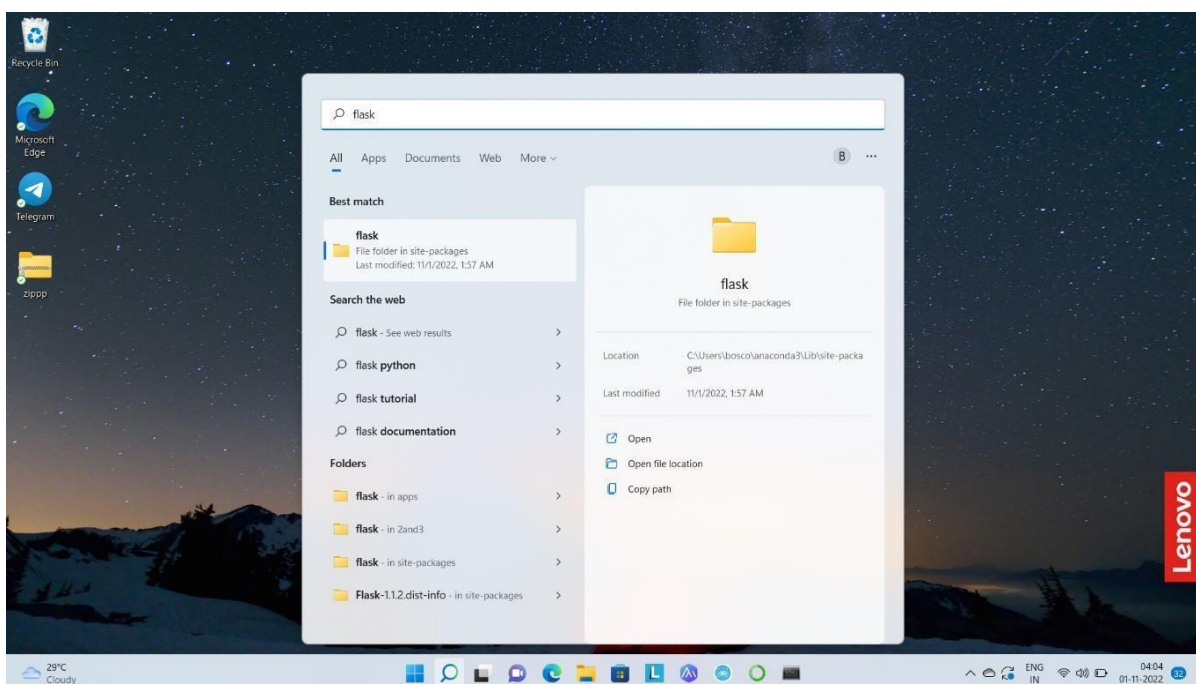 Recycle Bin
Microsoft
Edge
Telegram
zippp
flask
All Apps Documents Web More
B ...
Best match
flask
File folder in site-packages
Last modified: 11/1/2022, 1:57 AM
Search the web
flask - See web results
flask python
flask tutorial
flask documentation
Folders
flask - in apps
flask - in 2and3
flask - in site-packages
Flask-1.1.2.dist-info - in site-packages
flask
File folder in site-packages
Location C:\Users\bosco\anaconda3\Lib\site-packa
ges
Last modified 11/1/2022, 1:57 AM
Open
Open file location
Copy path
Lenovo
29°C
Cloudy
L
ENG
IN
04:04
01-11-2022
32